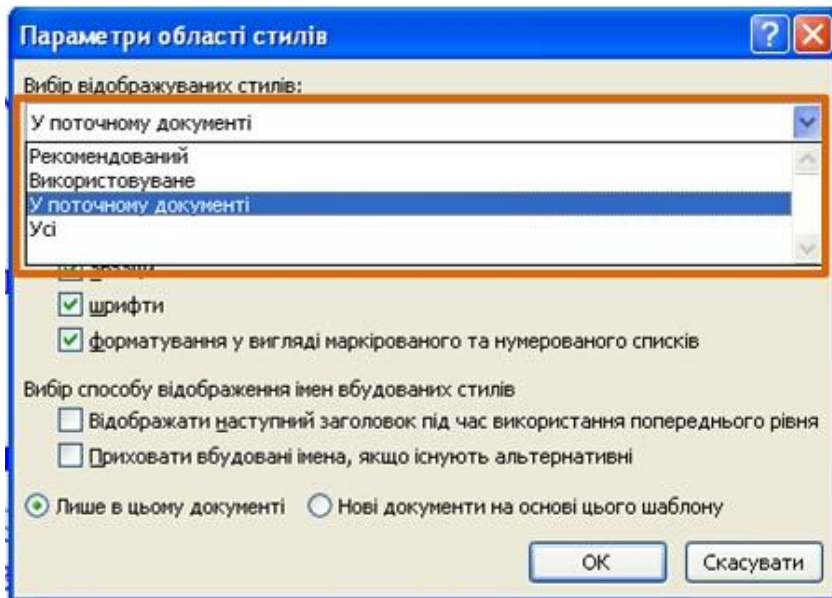 Параметри області стилів
Вибір відображуваних стилів:
У поточному документі
Рекомендований
Використовуване
У поточному документі
Усі
шрифти
форматування у вигляді маркірованого та нумерованого списків
Вибір способу відображення імен вбудованих стилів
Відображати наступний заголовок під час використання попереднього рівня
Приховати вбудовані імена, якщо існують альтернативні
Лише в цьому документі Нові документи на основі цього шаблону
ОК Скасувати